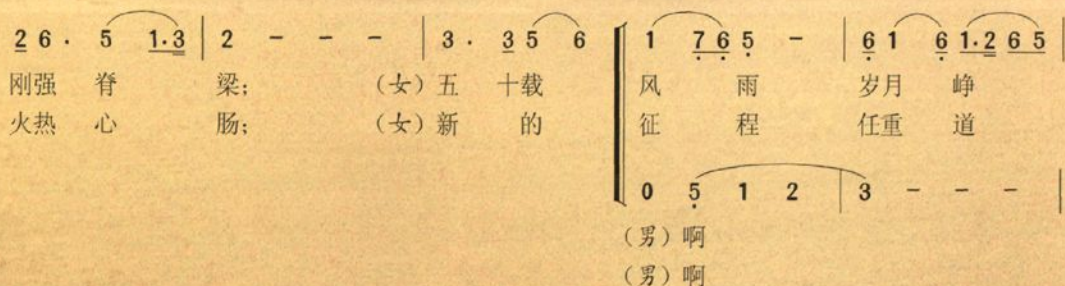 2 6 · 5 1·3 | 2 - - - | 3 · 3 5 6 | 1 7 6 5 - | 6 1 6 1·2 6 5 |
刚强 脊 梁; (女)五 十载 风 雨 岁月 峥
火热 心 肠; (女)新 的 征 程 任重 道
0 5 1 2 | 3 - - - |
(男)啊
(男)啊